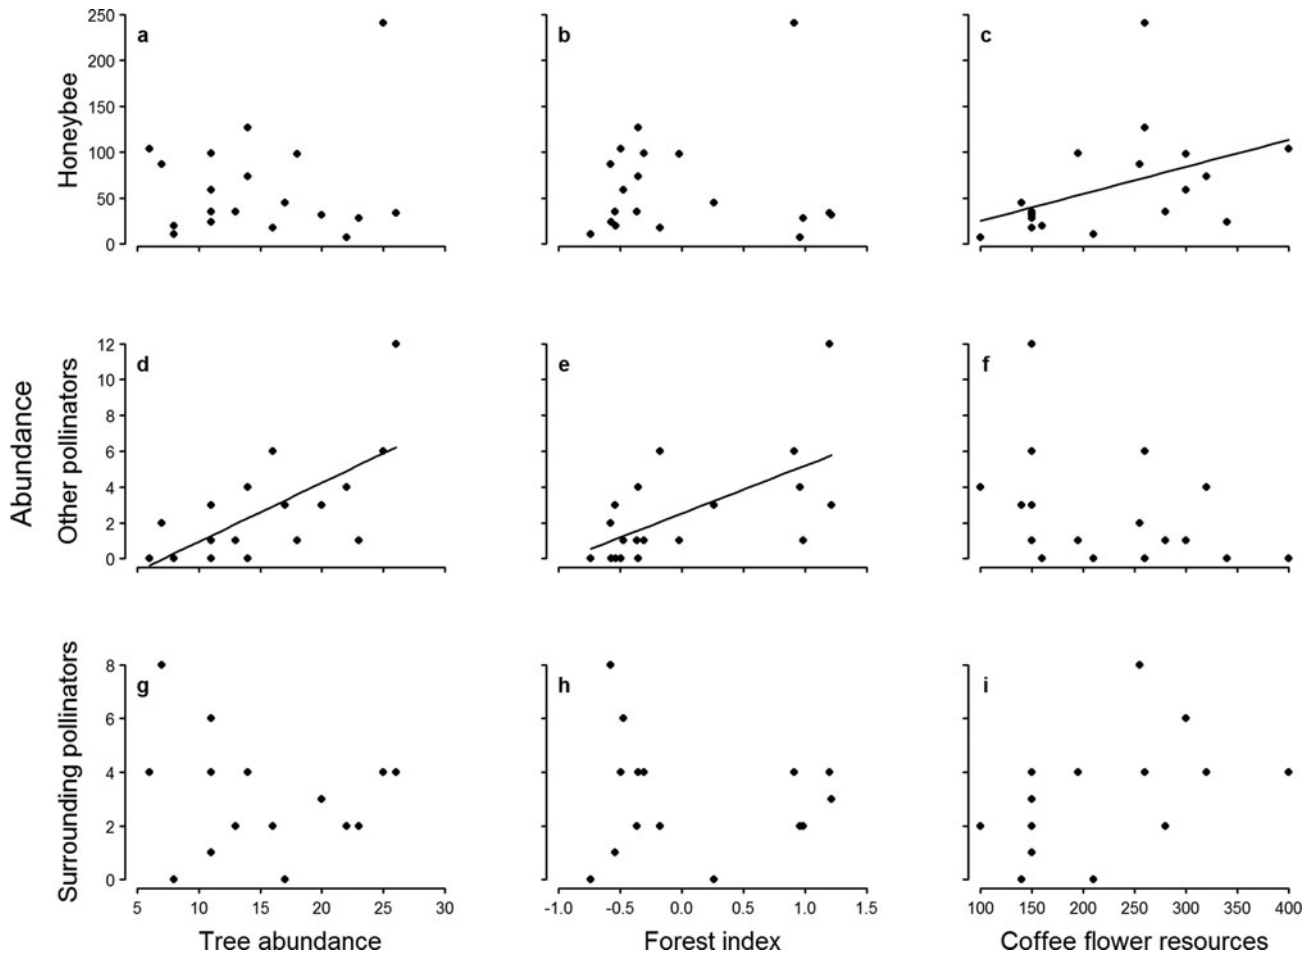 250
200
150
100
50
0
Honeybee
a
b
c
12
10
8
6
4
2
0
Abundance
Other pollinators
d
e
f
8
6
4
2
0
Surrounding pollinators
g
h
i
5 10 15 20 25 30
-1.0 -0.5 0.0 0.5 1.0 1.5
100 150 200 250 300 350 400
Tree abundance
Forest index
Coffee flower resources